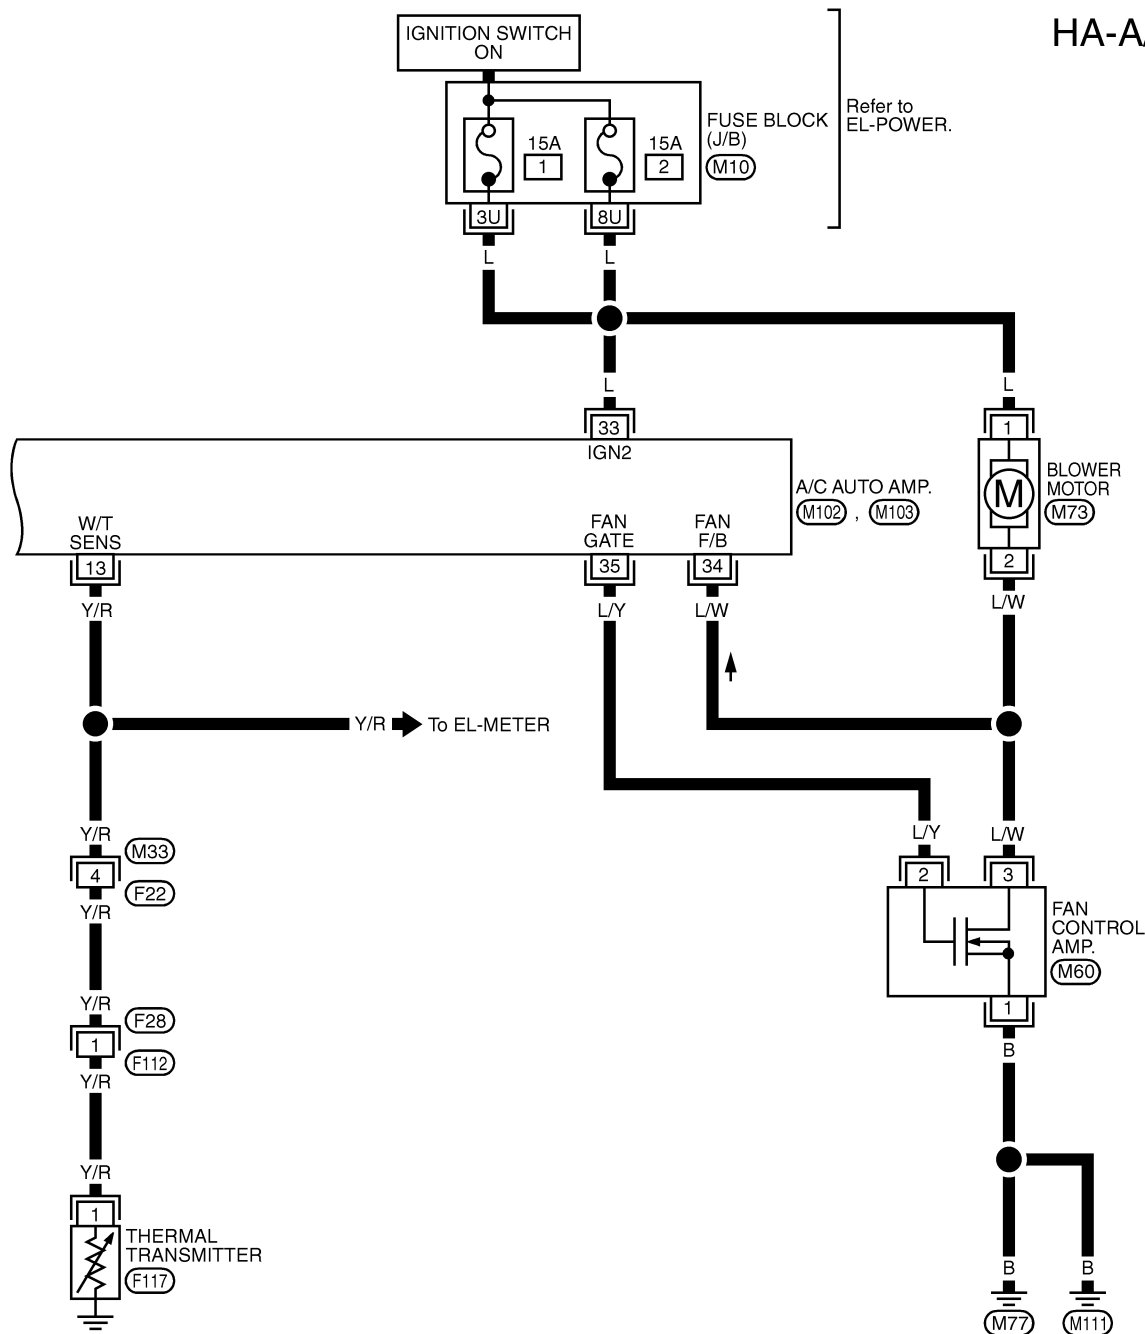 HA-A
IGNITION SWITCH
ON
Refer to
EL-POWER.
FUSE BLOCK
(J/B)
M10
15A
1
15A
2
3U
8U
L
L
L
L
33
IGN2
1
BLOWER
MOTOR
M73
M
A/C AUTO AMP.
M102 , M103
W/T
SENS
FAN
GATE
FAN
F/B
2
13
35
34
Y/R
L/Y
L/W
L/W
Y/R
To EL-METER
Y/R
L/Y
L/W
M33
4
F22
2
3
Y/R
FAN
CONTROL
AMP.
M60
Y/R
F28
1
1
F112
B
Y/R
Y/R
1
THERMAL
TRANSMITTER
F117
B
B
M77
M111